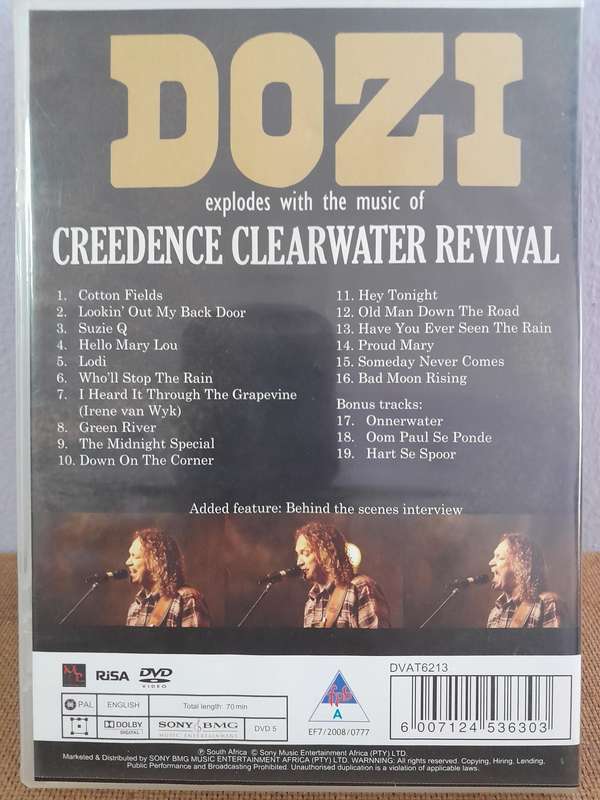 DOZI
explodes with the music of
CREEDENCE CLEARWATER REVIVAL
1. Cotton Fields
2. Lookin' Out My Back Door
3. Suzie Q
4. Hello Mary Lou
5. Lodi
6. Who'll Stop The Rain
7. I Heard It Through The Grapevine
(Irene van Wyk)
8. Green River
9. The Midnight Special
10. Down On The Corner
11. Hey Tonight
12. Old Man Down The Road
13. Have You Ever Seen The Rain
14. Proud Mary
15. Someday Never Comes
16. Bad Moon Rising
Bonus tracks:
17. Onnerwater
18. Oom Paul Se Ponde
19. Hart Se Spoor
Added feature: Behind the scenes interview
RiSA
DVD
VIDEO
PAL
ENGLISH
Total length: 70min
DOLBY
DIGITAL
SONY BMG
MUSIC ENTERTAINMENT
DVD 5
A
EF7/2008/0777
DVAT6213
6 007124 536303
℗ South Africa © Sony Music Entertainment Africa (PTY) LTD.
Marketed & Distributed by SONY BMG MUSIC ENTERTAINMENT AFRICA (PTY) LTD. WARNNING: All rights reserved. Copying, Hiring, Lending,
Public Performance and Broadcasting Prohibited. Unauthorised duplication is a violation of applicable laws.